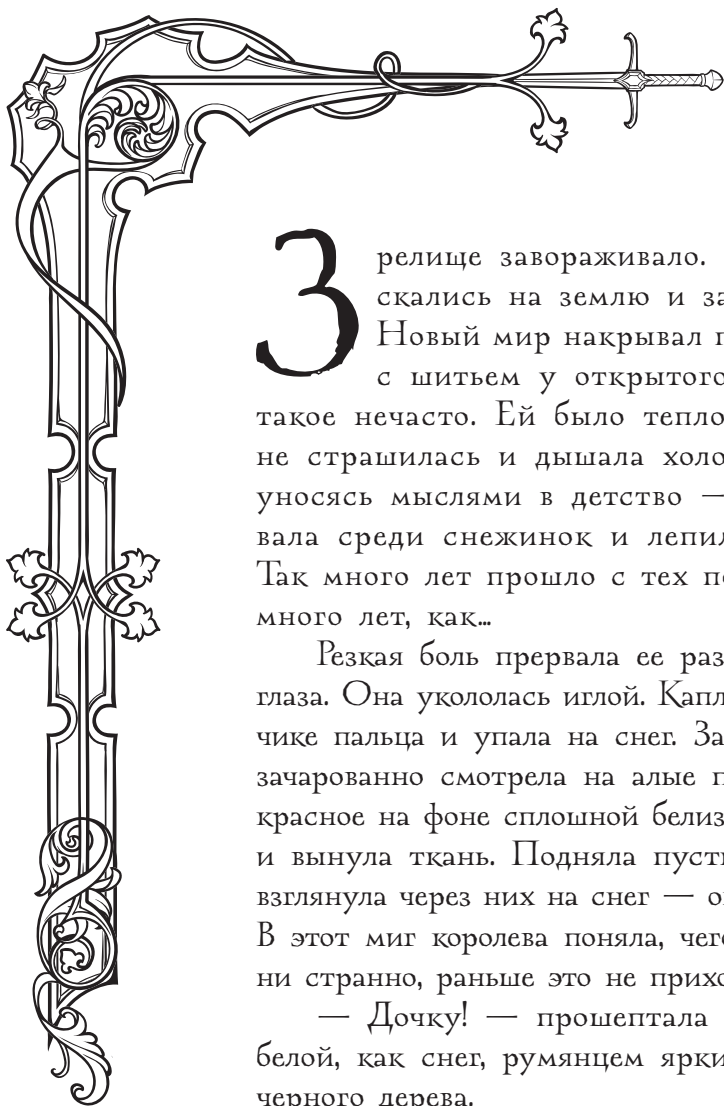 Зрелище завораживало.
скались на землю и за
Новый мир накрывал
с шитьем у открытого
такое нечасто. Ей было тепло
не страшилась и дышала холо
уносясь мыслями в детство —
вала среди снежинок и лепил
Так много лет прошло с тех по
много лет, как…
Резкая боль прервала ее раз
глаза. Она укололась иглой. Капл
чике пальца и упала на снег. За
зачарованно смотрела на алые
красное на фоне сплошной белиз
и вынула ткань. Подняла пуст
взглянула через них на снег — о
В этот миг королева поняла, чег
ни странно, раньше это не прихо
— Дочку! — прошептала
белой, как снег, румянцем ярки
черного дерева.